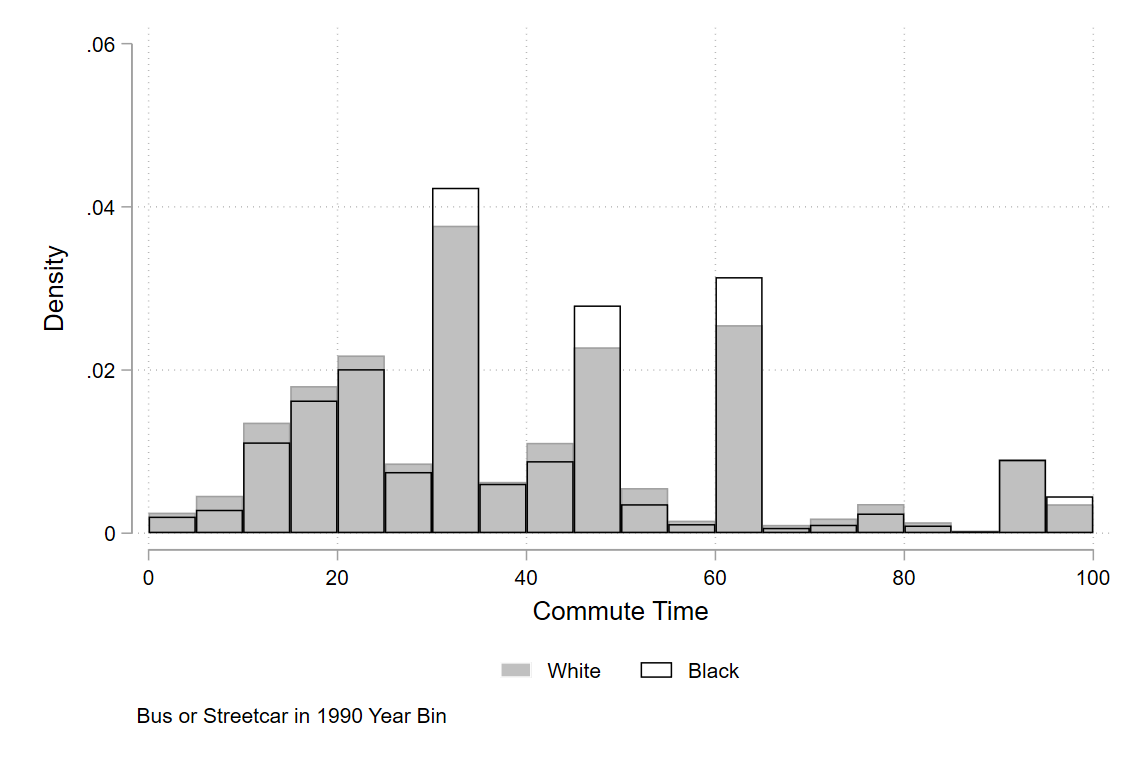 .06
.04
.02
0
Density
0 20 40 60 80 100
Commute Time
White Black
Bus or Streetcar in 1990 Year Bin